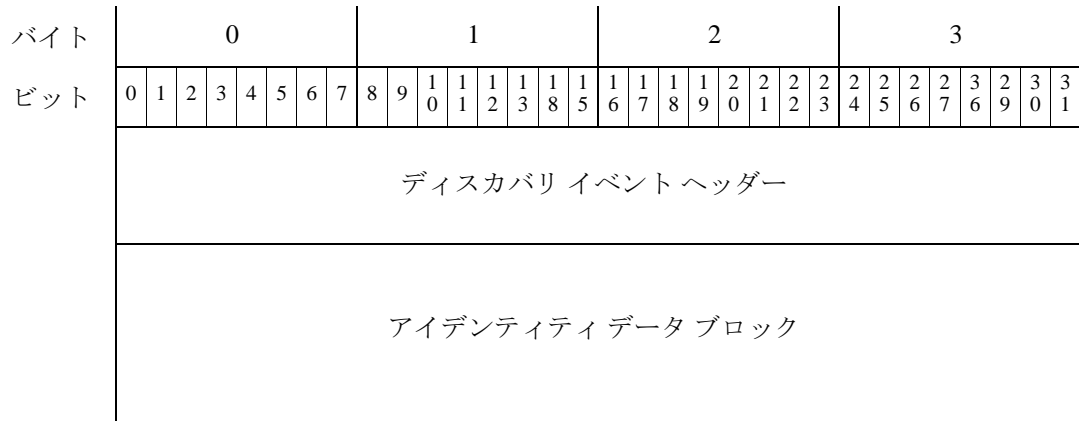 バイト 0 1 2 3
ビット 0 1 2 3 4 5 6 7 8 9 10 11 12 13 18 15 16 17 18 19 20 21 22 23 24 25 26 27 36 29 30 31
ディスカバリ イベント ヘッダー
アイデンティティ データ ブロック